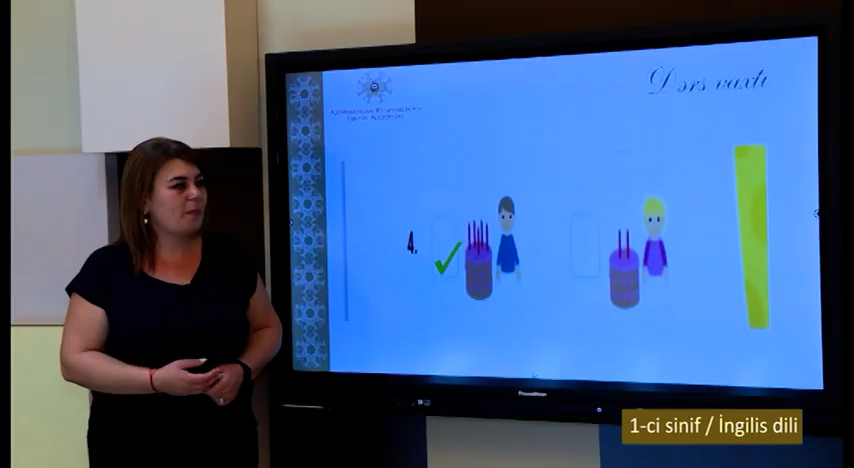 Dərs vaxtı
4.
1-ci sinif / İngilis dili